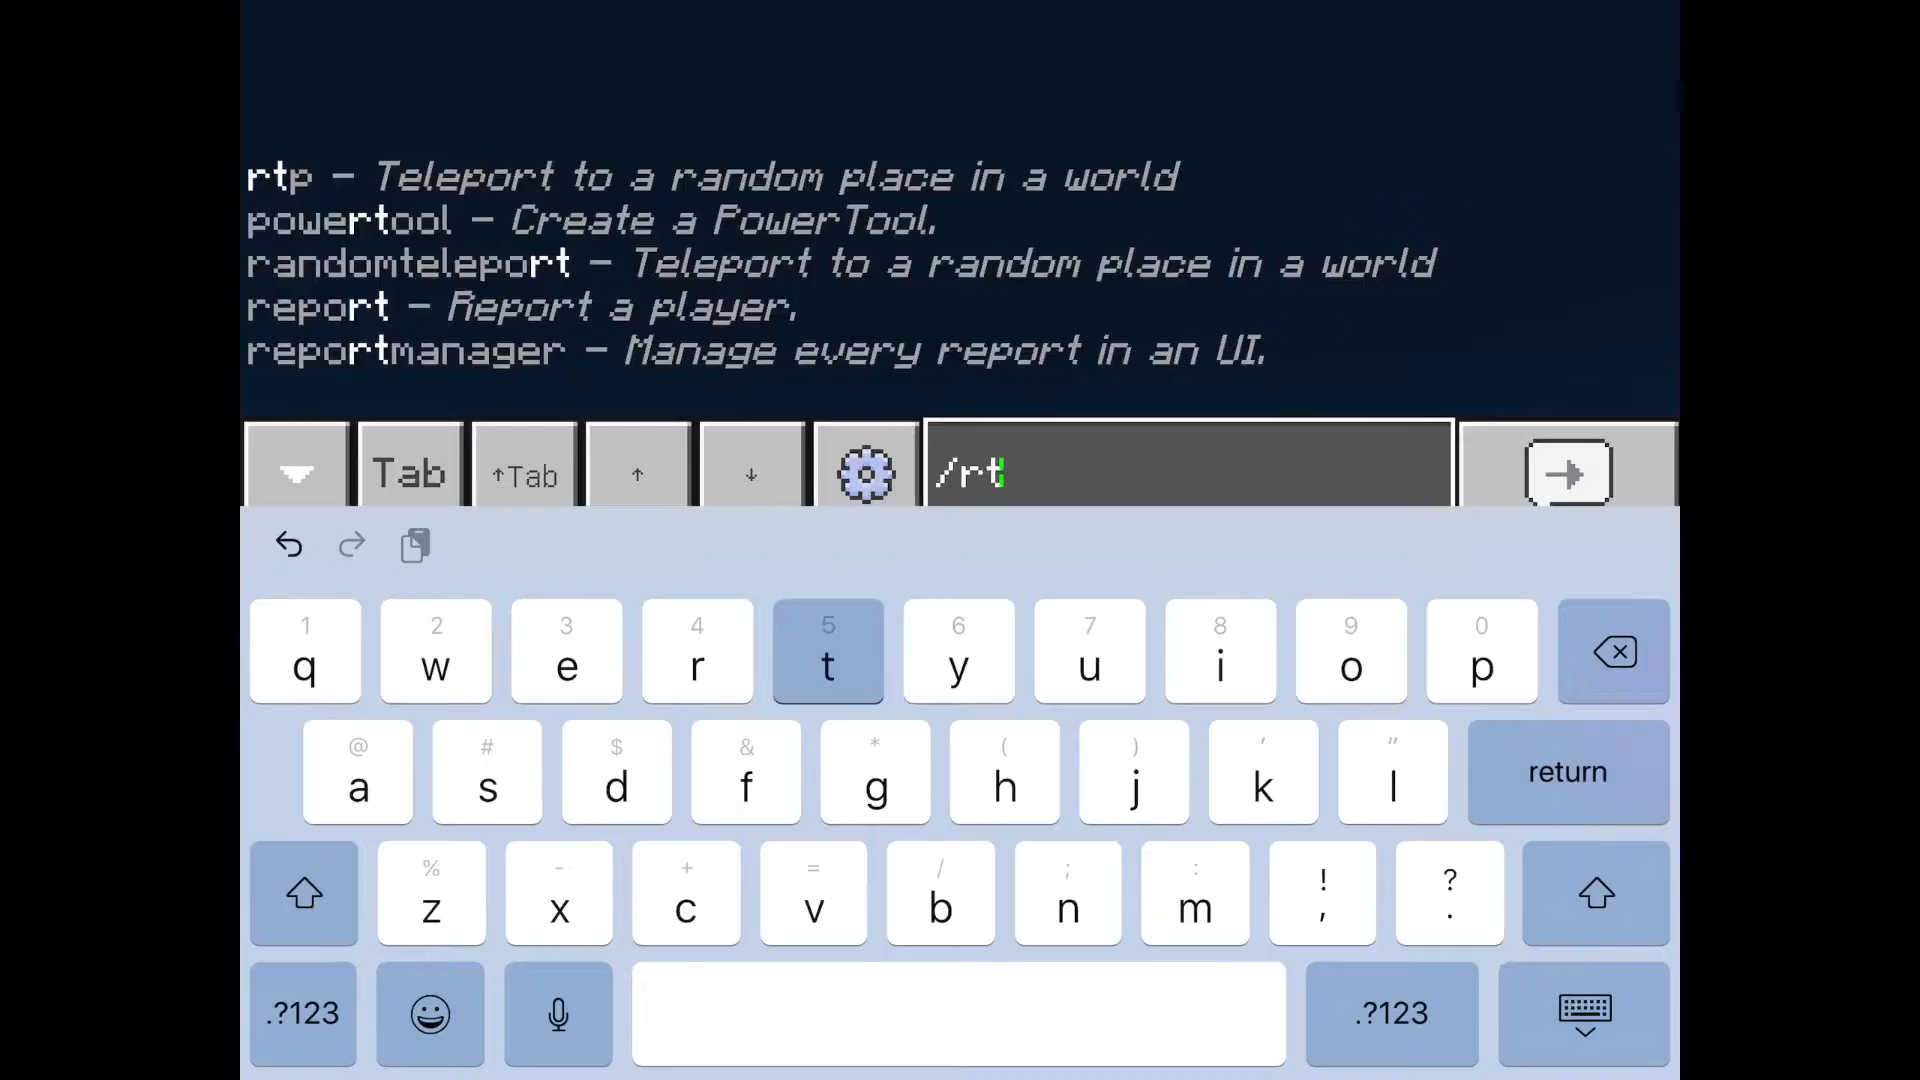 rtp - Teleport to a random place in a world
powertool - Create a PowerTool.
randomteleport - Teleport to a random place in a world
report - Report a player.
reportmanager - Manage every report in an UI.
Tab ↑Tab ↑ ↓ /rt →
1 2 3 4 5 6 7 8 9 0
q w e r t y u i o p
@ # $ & * ( ) ' "
a s d f g h j k l return
% - + = / ; : ! ?
z x c v b n m , .
.?123 .?123